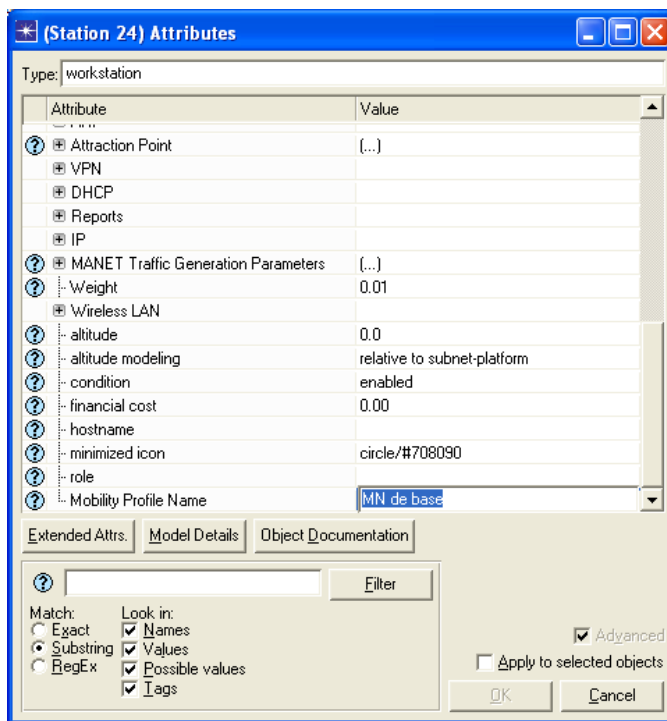 (Station 24) Attributes
Type: workstation
Attribute Value
Attraction Point (...)
VPN
DHCP
Reports
IP
MANET Traffic Generation Parameters (...)
Weight 0.01
Wireless LAN
altitude 0.0
altitude modeling relative to subnet-platform
condition enabled
financial cost 0.00
hostname
minimized icon circle/#708090
role
Mobility Profile Name MN de base
Extended Attrs. Model Details Object Documentation
Filter
Match: Look in:
Exact Names
Substring Values
RegEx Possible values
Tags
Advanced
Apply to selected objects
OK Cancel